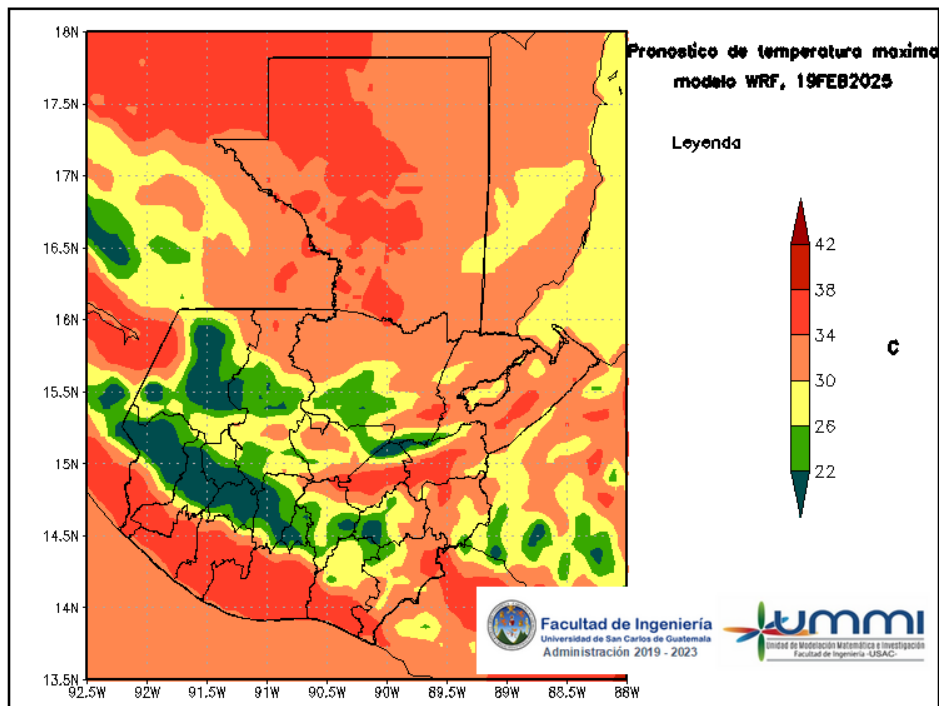 Pronostico de temperatura maxima
modelo WRF, 19FEB2025
Leyenda
42
38
34
30
26
22
C
18N
17.5N
17N
16.5N
16N
15.5N
15N
14.5N
14N
13.5N
92.5W 92W 91.5W 91W 90.5W 90W 89.5W 89W 88.5W 88W
Facultad de Ingeniería
Universidad de San Carlos de Guatemala
Administración 2019 - 2023
ummi
Unidad de Modelación Matemática e Investigación
Facultad de Ingeniería -USAC-